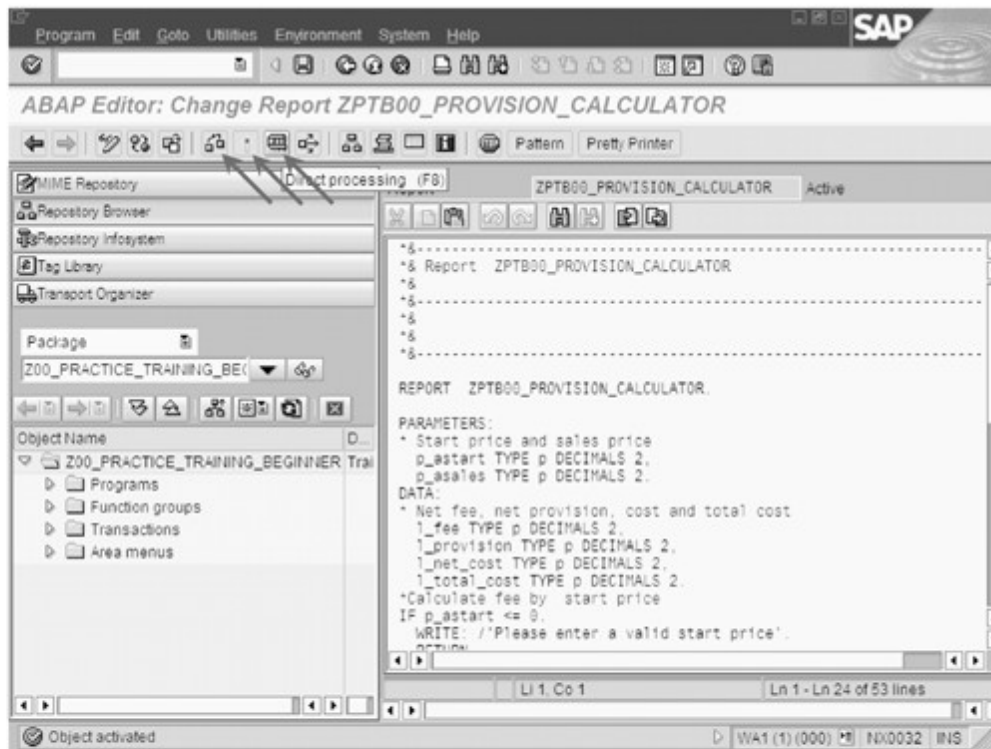 Program Edit Goto Utilities Environment System Help
SAP
ABAP Editor: Change Report ZPTB00_PROVISION_CALCULATOR
Pattern Pretty Printer
Direct processing (F8)
MIME Repository
Repository Browser
Repository Infosystem
Tag Library
Transport Organizer
Package
Z00_PRACTICE_TRAINING_BE(
Object Name D...
Z00_PRACTICE_TRAINING_BEGINNER Trai
Programs
Function groups
Transactions
Area menus
ZPTB00_PROVISION_CALCULATOR Active
*&---------------------------------------------------------------------
*& Report ZPTB00_PROVISION_CALCULATOR
*&
*&---------------------------------------------------------------------
*&
*&
*&---------------------------------------------------------------------
REPORT ZPTB00_PROVISION_CALCULATOR.
PARAMETERS:
* Start price and sales price
p_astart TYPE p DECIMALS 2,
p_asales TYPE p DECIMALS 2.
DATA:
* Net fee, net provision, cost and total cost
l_fee TYPE p DECIMALS 2,
l_provision TYPE p DECIMALS 2,
l_net_cost TYPE p DECIMALS 2,
l_total_cost TYPE p DECIMALS 2.
*Calculate fee by start price
IF p_astart <= 0.
WRITE: /'Please enter a valid start price'.
RETURN
Li 1, Co 1 Ln 1 - Ln 24 of 53 lines
Object activated
WA1 (1) (000) NX0032 INS